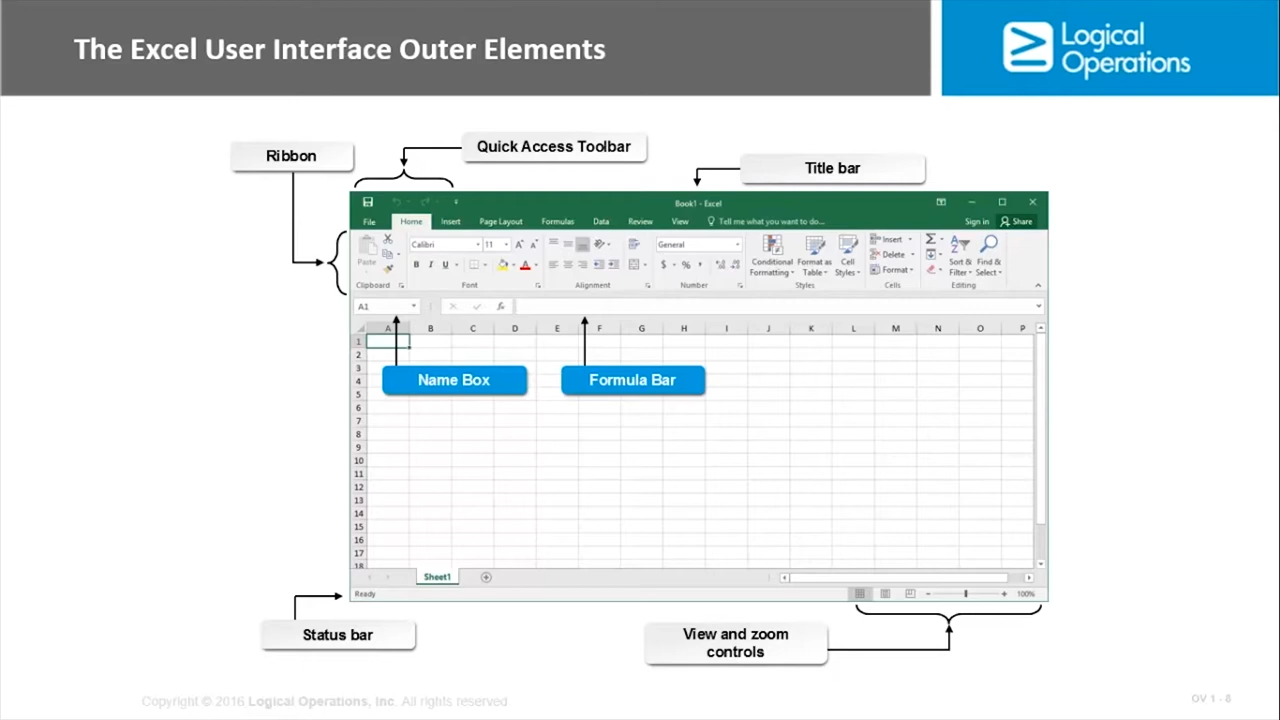 The Excel User Interface Outer Elements
Logical
Operations
Ribbon
Quick Access Toolbar
Title bar
Book1 - Excel
File Home Insert Page Layout Formulas Data Review View Tell me what you want to do... Sign in Share
Paste
Calibri 11
B I U
A A
A
General
$ % ,
Conditional
Formatting
Format as
Table
Cell
Styles
Insert
Delete
Format
Σ
Sort &
Filter
Find &
Select
Clipboard Font Alignment Number Styles Cells Editing
A1 fx
A B C D E F G H I J K L M N O P
1
2
3
4
5
6
7
8
9
10
11
12
13
14
15
16
17
18
Name Box
Formula Bar
Sheet1
Ready 100%
Status bar
View and zoom
controls
Copyright © 2016 Logical Operations, Inc. All rights reserved
OV 1 - 8